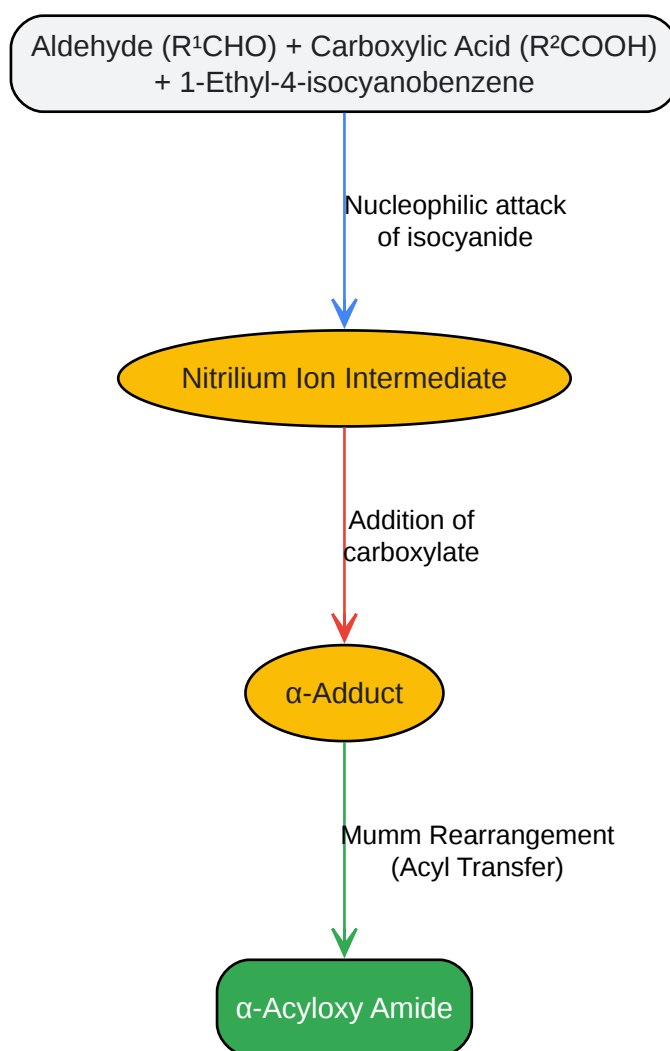 Aldehyde (R¹CHO) + Carboxylic Acid (R²COOH)
+ 1-Ethyl-4-isocyanobenzene
Nucleophilic attack
of isocyanide
Nitrilium Ion Intermediate
Addition of
carboxylate
α-Adduct
Mumm Rearrangement
(Acyl Transfer)
α-Acyloxy Amide